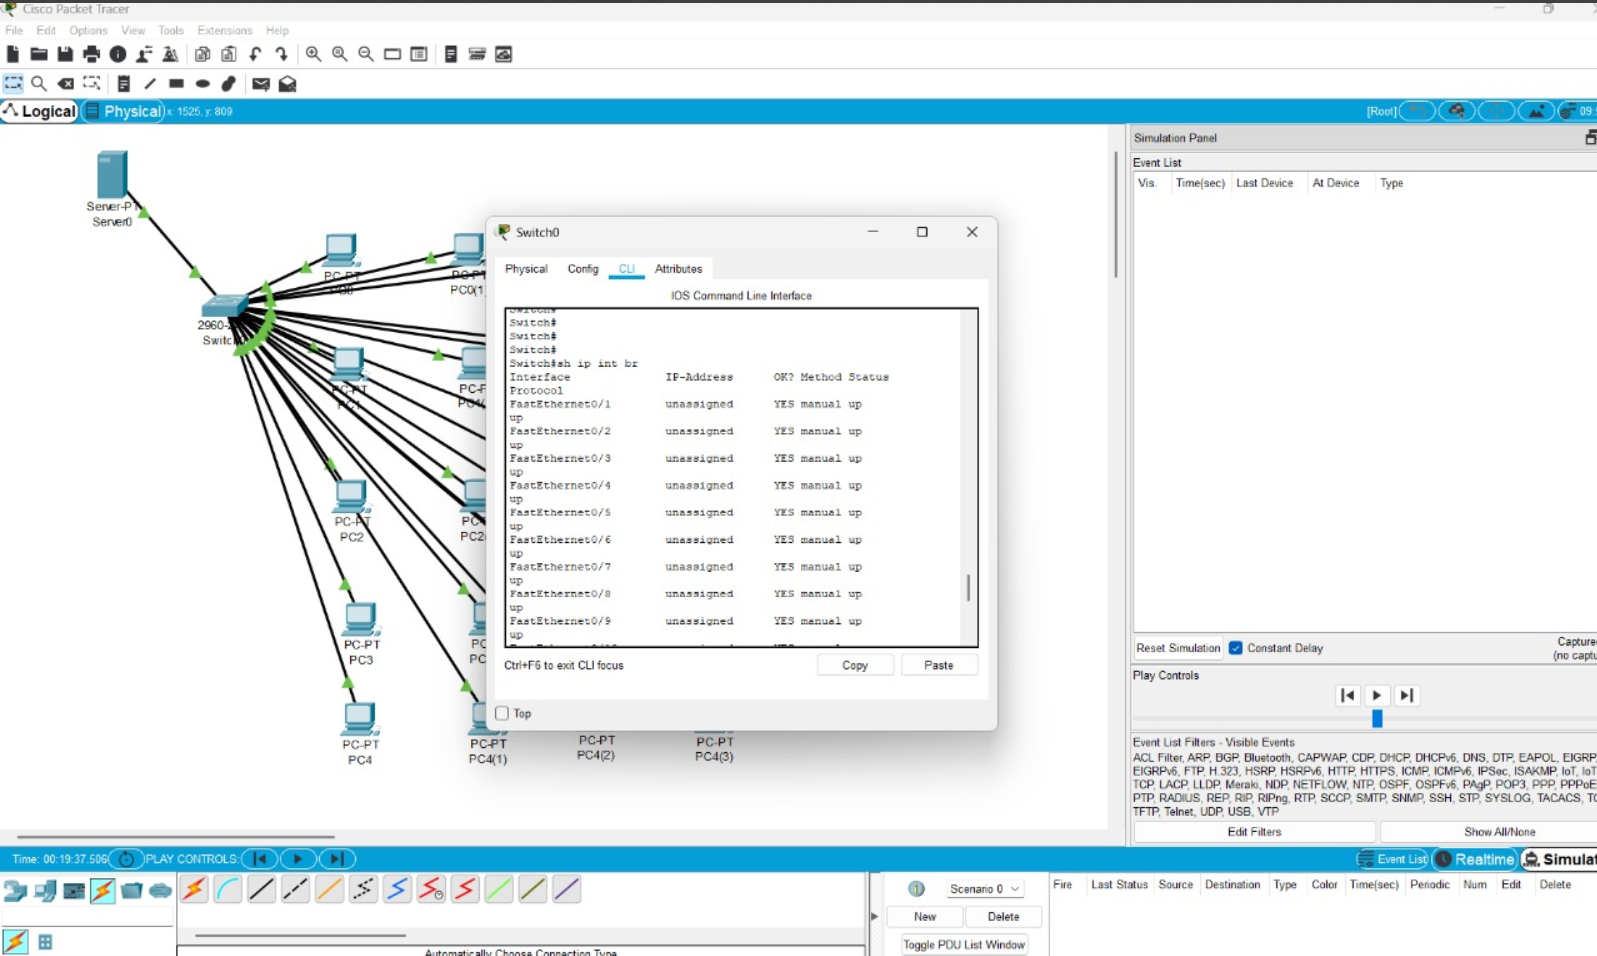 Cisco Packet Tracer
File Edit Options View Tools Extensions Help
Logical Physical x: 1525, y: 809 [Root] 09:
Server-PT
Server0
PC-PT
PC0
PC-PT
PC0(1)
2960-
Switch
PC-PT
PC1
PC-P
PC-PT
PC2
PC-
PC2(
PC-PT
PC3
PC-
PC
PC-PT
PC4
PC-PT
PC4(1)
PC-PT
PC4(2)
PC-PT
PC4(3)
Switch0
Physical Config CLI Attributes
IOS Command Line Interface
Switch#
Switch#
Switch#
Switch#
Switch#sh ip int br
Interface IP-Address OK? Method Status
Protocol
FastEthernet0/1 unassigned YES manual up
up
FastEthernet0/2 unassigned YES manual up
up
FastEthernet0/3 unassigned YES manual up
up
FastEthernet0/4 unassigned YES manual up
up
FastEthernet0/5 unassigned YES manual up
up
FastEthernet0/6 unassigned YES manual up
up
FastEthernet0/7 unassigned YES manual up
up
FastEthernet0/8 unassigned YES manual up
up
FastEthernet0/9 unassigned YES manual up
up
Ctrl+F6 to exit CLI focus Copy Paste
Top
Simulation Panel
Event List
Vis. Time(sec) Last Device At Device Type
Reset Simulation Constant Delay
Capture
(no captu
Play Controls
Event List Filters - Visible Events
ACL Filter, ARP, BGP, Bluetooth, CAPWAP, CDP, DHCP, DHCPv6, DNS, DTP, EAPOL, EIGRP
EIGRPv6, FTP, H.323, HSRP, HSRPv6, HTTP, HTTPS, ICMP, ICMPv6, IPSec, ISAKMP, IoT, IoT
TCP, LACP, LLDP, Meraki, NDP, NETFLOW, NTP, OSPF, OSPFv6, PAgP, POP3, PPP, PPPoE
PTP, RADIUS, REP, RIP, RIPng, RTP, SCCP, SMTP, SNMP, SSH, STP, SYSLOG, TACACS, TC
TFTP, Telnet, UDP, USB, VTP
Edit Filters Show All/None
Time: 00:19:37.506 PLAY CONTROLS: Event List Realtime Simulat
Scenario 0
New Delete
Toggle PDU List Window
Fire Last Status Source Destination Type Color Time(sec) Periodic Num Edit Delete
Automatically Choose Connection Type